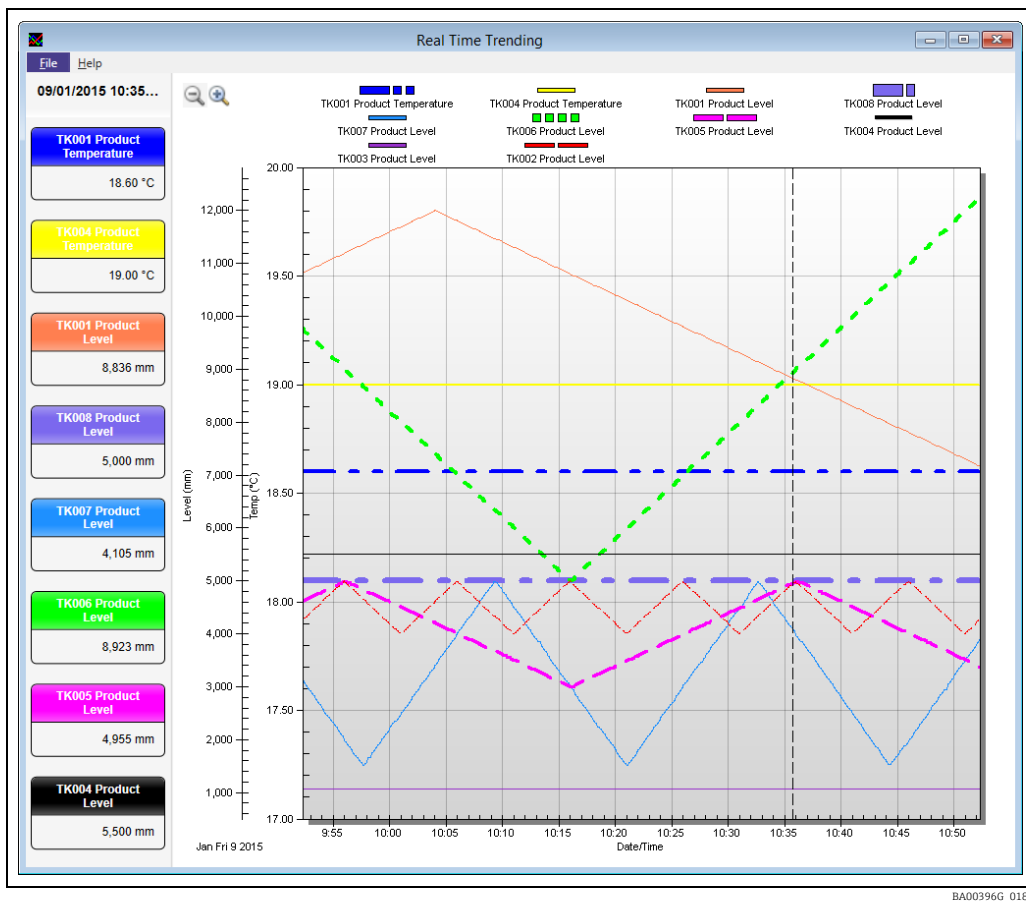 Real Time Trending
File Help
09/01/2015 10:35...
TK001 Product
Temperature
18.60 °C
TK004 Product
Temperature
19.00 °C
TK001 Product
Level
8,836 mm
TK008 Product
Level
5,000 mm
TK007 Product
Level
4,105 mm
TK006 Product
Level
8,923 mm
TK005 Product
Level
4,955 mm
TK004 Product
Level
5,500 mm
TK001 Product Temperature TK004 Product Temperature TK001 Product Level TK008 Product Level
TK007 Product Level TK006 Product Level TK005 Product Level TK004 Product Level
TK003 Product Level TK002 Product Level
Level (mm)
12,000
11,000
10,000
9,000
8,000
7,000
6,000
5,000
4,000
3,000
2,000
1,000
Temp (°C)
20.00
19.50
19.00
18.50
18.00
17.50
17.00
9:55 10:00 10:05 10:10 10:15 10:20 10:25 10:30 10:35 10:40 10:45 10:50
Jan Fri 9 2015
Date/Time
BA00396G_018